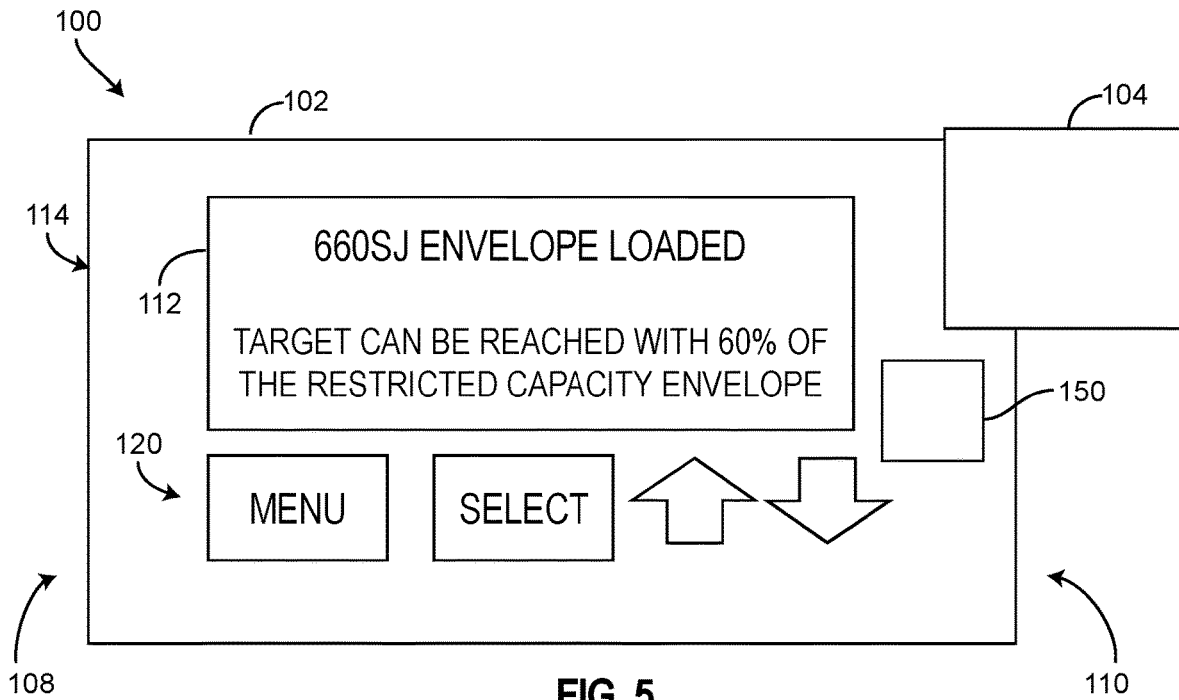 100
102
104
114
660SJ ENVELOPE LOADED
112
TARGET CAN BE REACHED WITH 60% OF
THE RESTRICTED CAPACITY ENVELOPE
150
120
MENU
SELECT
108
110
FIG. 5